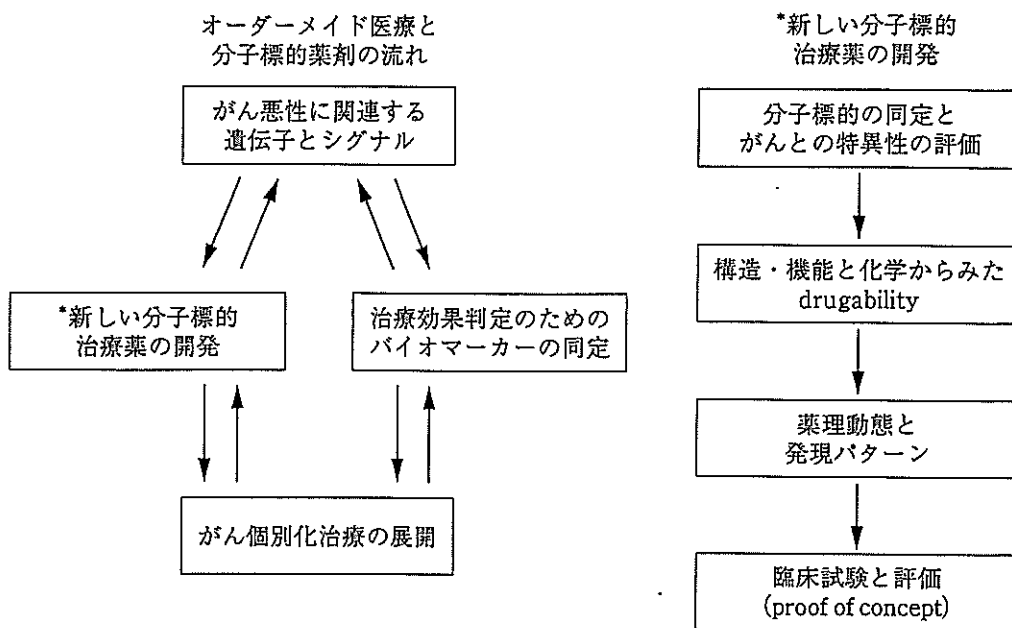 オーダーメイド医療と
分子標的薬剤の流れ
がん悪性に関連する
遺伝子とシグナル
*新しい分子標的
治療薬の開発
治療効果判定のための
バイオマーカーの同定
がん個別化治療の展開
*新しい分子標的
治療薬の開発
分子標的の同定と
がんとの特異性の評価
構造・機能と化学からみた
drugability
薬理動態と
発現パターン
臨床試験と評価
(proof of concept)